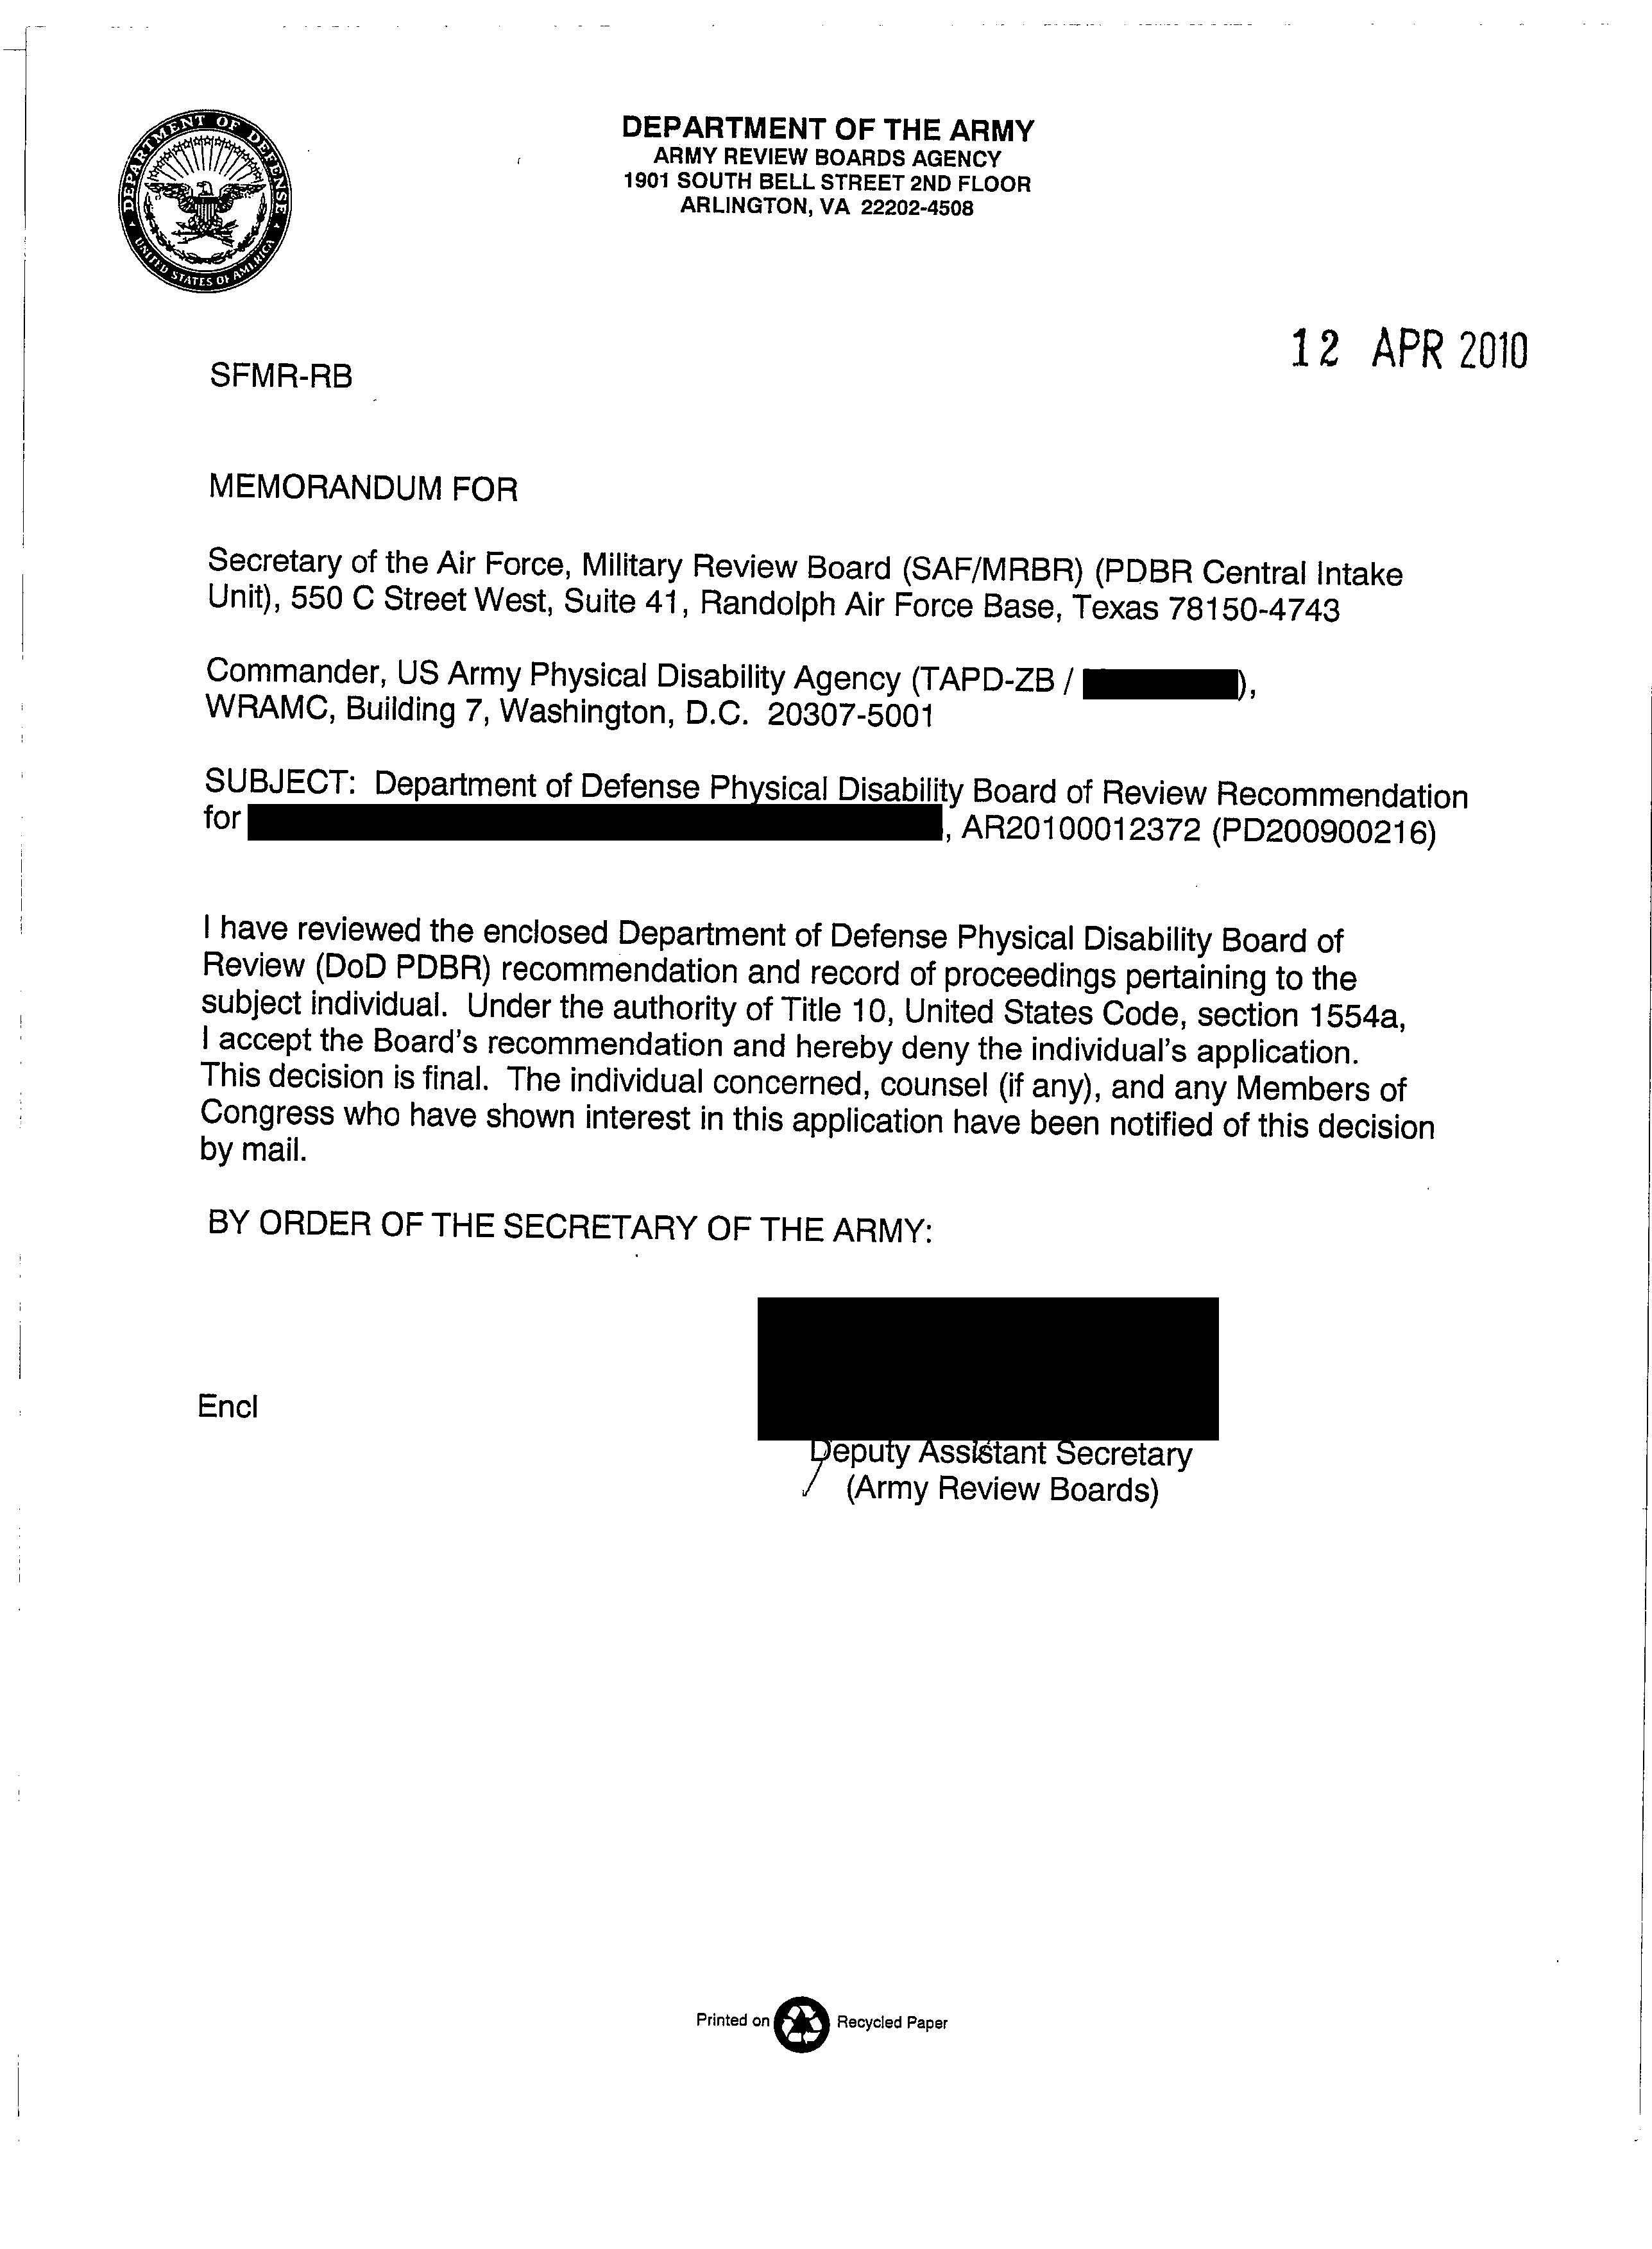 DEPARTMENT OF DEFENSE
UNITED STATES OF AMERICA
DEPARTMENT OF THE ARMY
ARMY REVIEW BOARDS AGENCY
1901 SOUTH BELL STREET 2ND FLOOR
ARLINGTON, VA 22202-4508
12 APR 2010
SFMR-RB
MEMORANDUM FOR
Secretary of the Air Force, Military Review Board (SAF/MRBR) (PDBR Central Intake
Unit), 550 C Street West, Suite 41, Randolph Air Force Base, Texas 78150-4743
Commander, US Army Physical Disability Agency (TAPD-ZB / ),
WRAMC, Building 7, Washington, D.C. 20307-5001
SUBJECT: Department of Defense Physical Disability Board of Review Recommendation
for , AR20100012372 (PD200900216)
I have reviewed the enclosed Department of Defense Physical Disability Board of
Review (DoD PDBR) recommendation and record of proceedings pertaining to the
subject individual. Under the authority of Title 10, United States Code, section 1554a,
I accept the Board's recommendation and hereby deny the individual's application.
This decision is final. The individual concerned, counsel (if any), and any Members of
Congress who have shown interest in this application have been notified of this decision
by mail.
BY ORDER OF THE SECRETARY OF THE ARMY:
Encl
Deputy Assistant Secretary
(Army Review Boards)
Printed on Recycled Paper